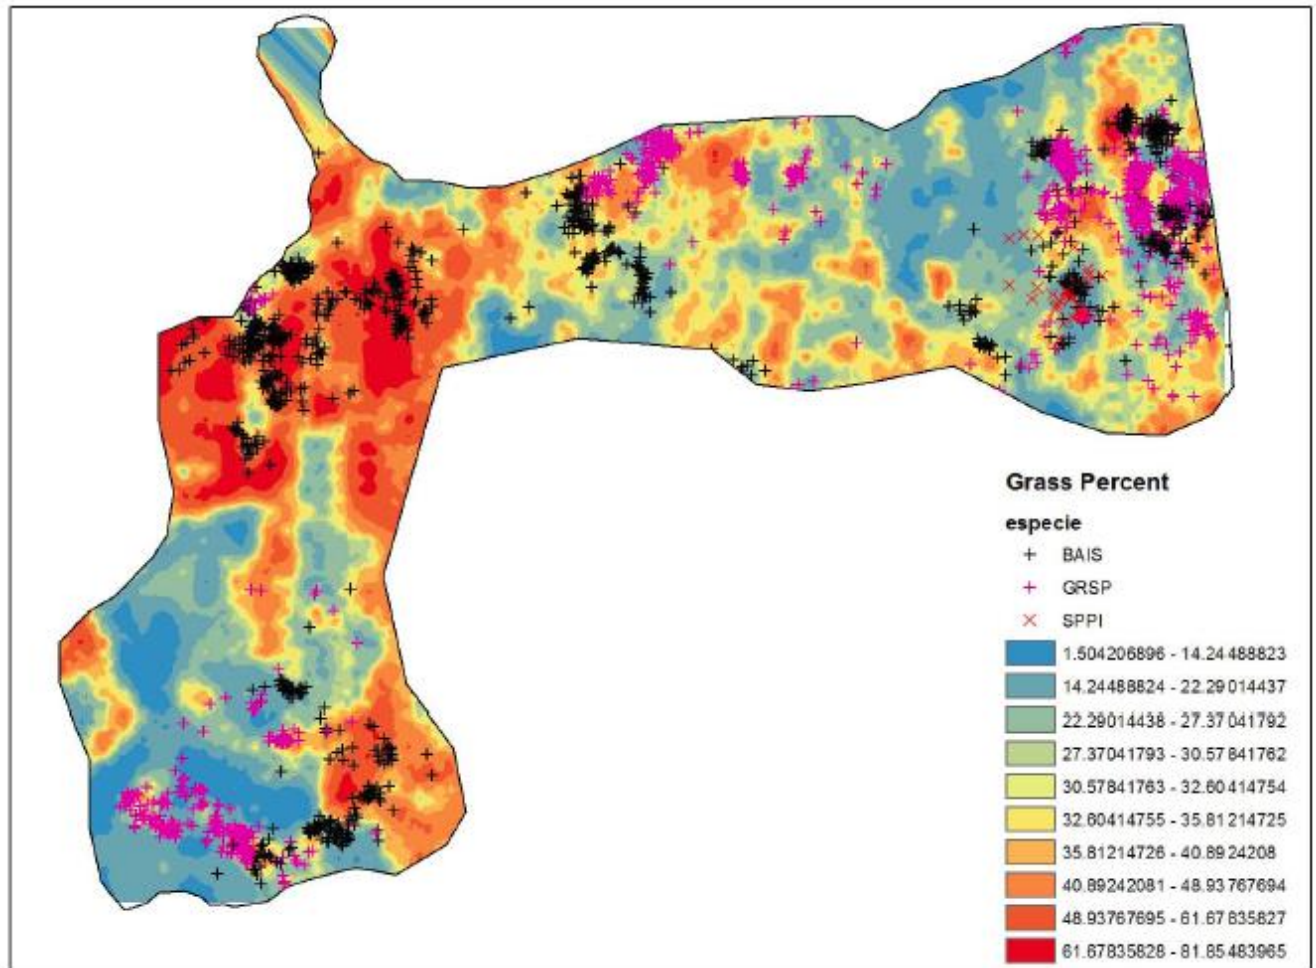 Grass Percent
especie
BAIS
GRSP
SPPI
1.504206896 - 14.24488823
14.24488824 - 22.29014437
22.29014438 - 27.37041792
27.37041793 - 30.57841762
30.57841763 - 32.60414754
32.60414755 - 35.81214725
35.81214726 - 40.8924208
40.89242081 - 48.93767694
48.93767695 - 61.67835827
61.67835828 - 81.85483965